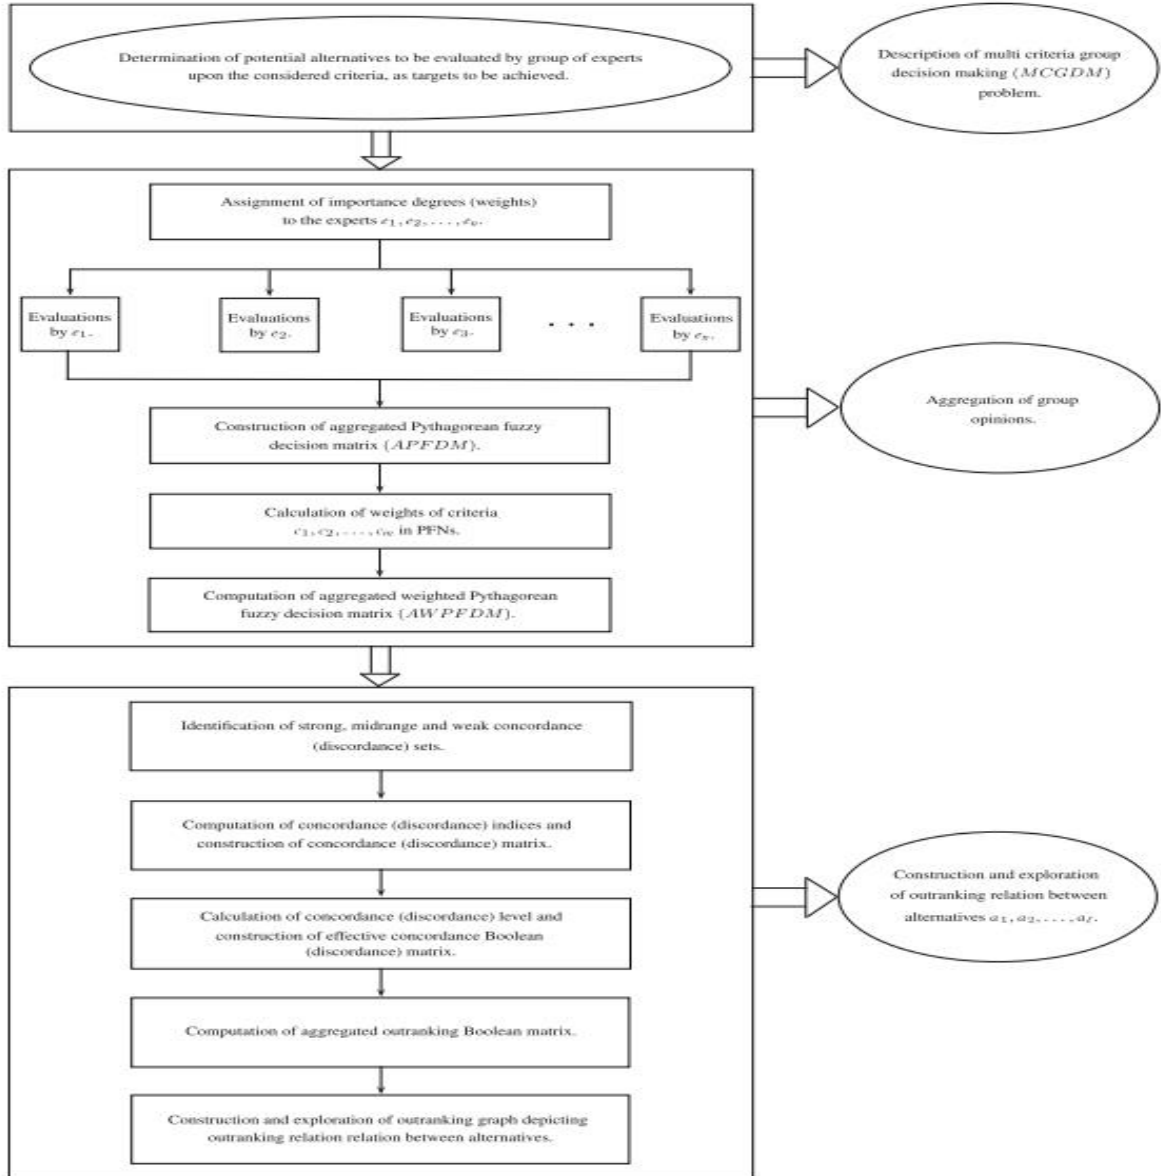 Determination of potential alternatives to be evaluated by group of experts
upon the considered criteria, as targets to be achieved.
Description of multi criteria group
decision making (MCGDM)
problem.
Assignment of importance degrees (weights)
to the experts e₁, e₂, . . . , eᵥ.
Evaluations
by e₁.
Evaluations
by e₂.
Evaluations
by e₃.
. . .
Evaluations
by
Aggregation of group
opinions.
Construction of aggregated Pythagorean fuzzy
decision matrix (APFDM).
Calculation of weights of criteria
c₁, c₂, . . . , cₘ in PFNs.
Computation of aggregated weighted Pythagorean
fuzzy decision matrix (AWPFDM).
Identification of strong, midrange and weak concordance
(discordance) sets.
Computation of concordance (discordance) indices and
construction of concordance (discordance) matrix.
Calculation of concordance (discordance) level and
construction of effective concordance Boolean
(discordance) matrix.
Construction and exploration
of outranking relation between
alternatives a₁, a₂, . . . ,
Computation of aggregated outranking Boolean matrix.
Construction and exploration of outranking graph depicting
outranking relation relation between alternatives.